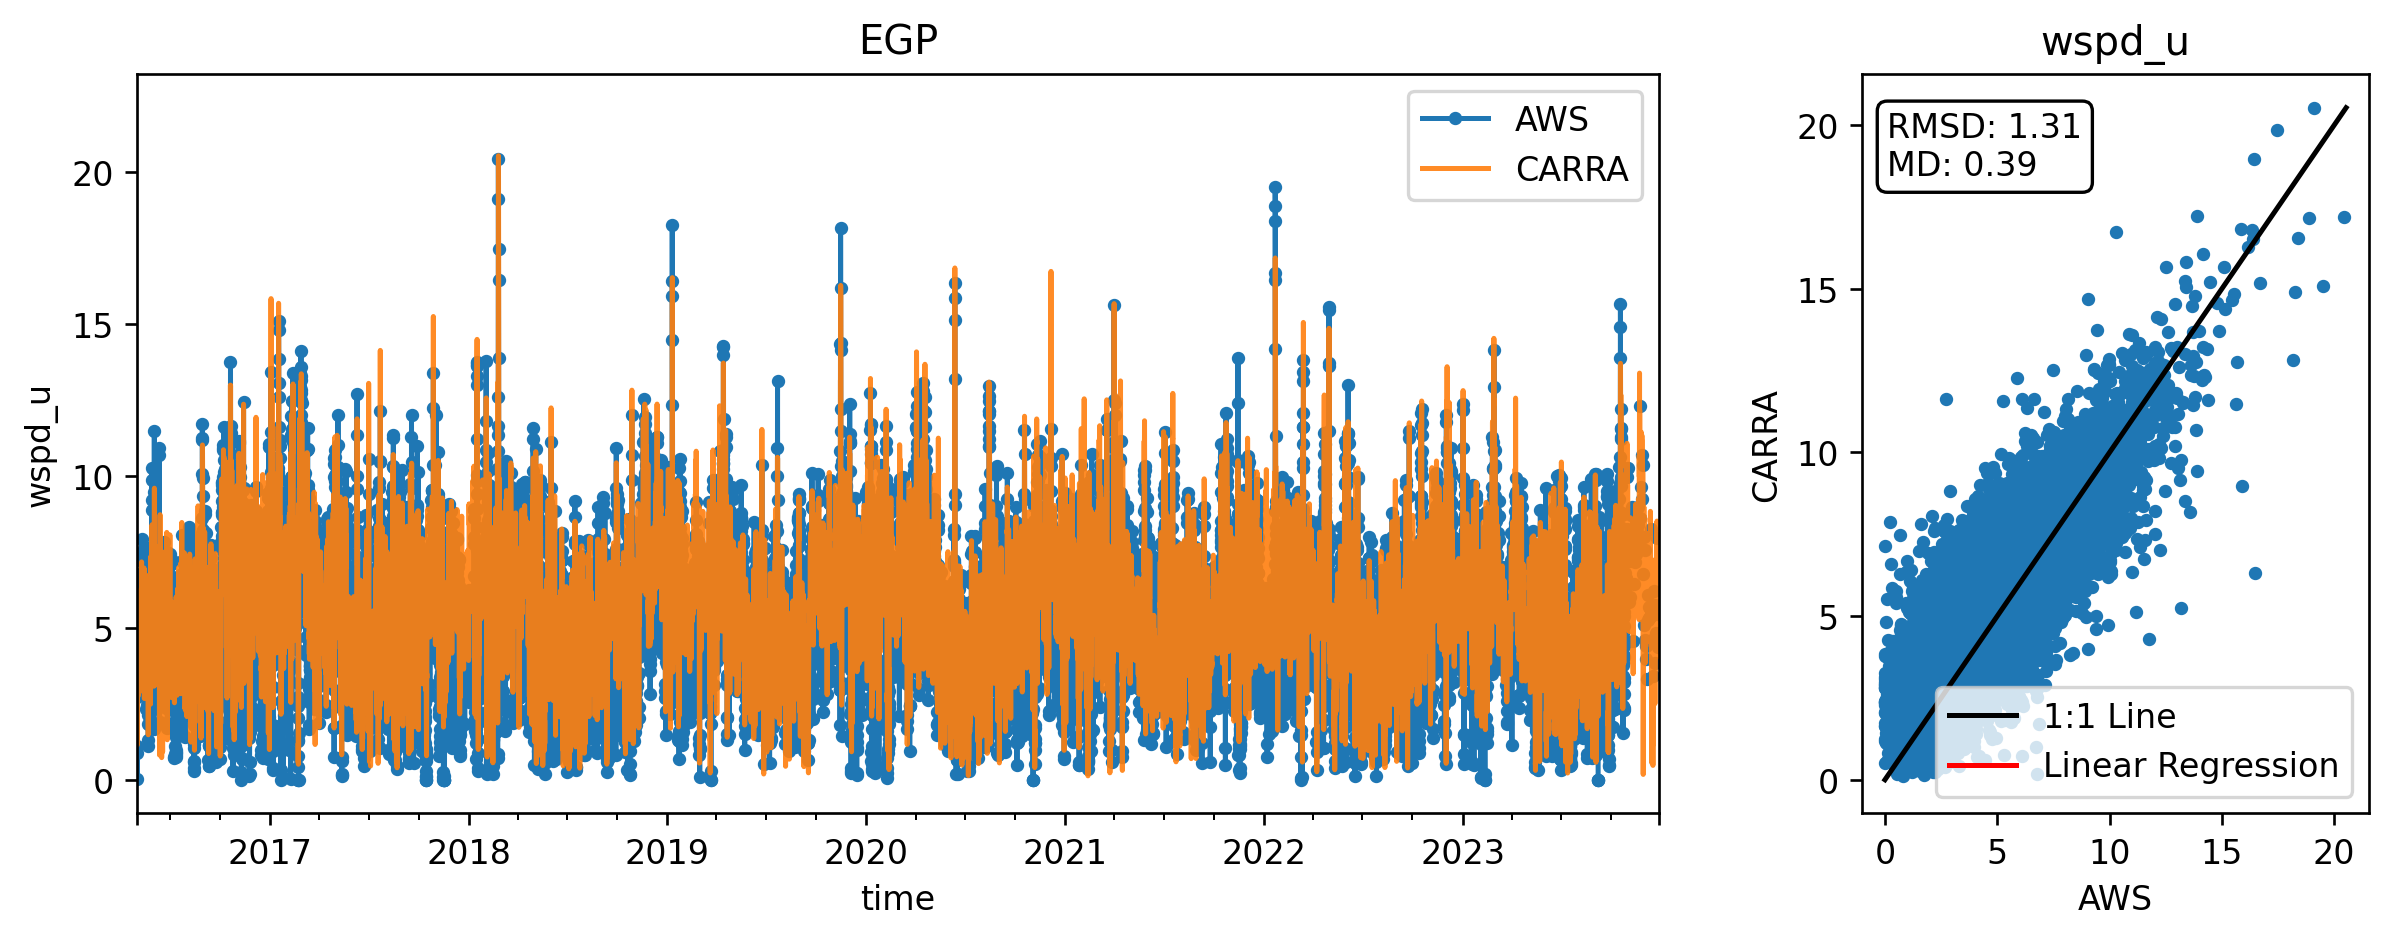 EGP
wspd_u
20
15
10
5
0
2017 2018 2019 2020 2021 2022 2023
time
AWS
CARRA
wspd_u
RMSD: 1.31
MD: 0.39
CARRA
20
15
10
5
0
0 5 10 15 20
AWS
1:1 Line
Linear Regression